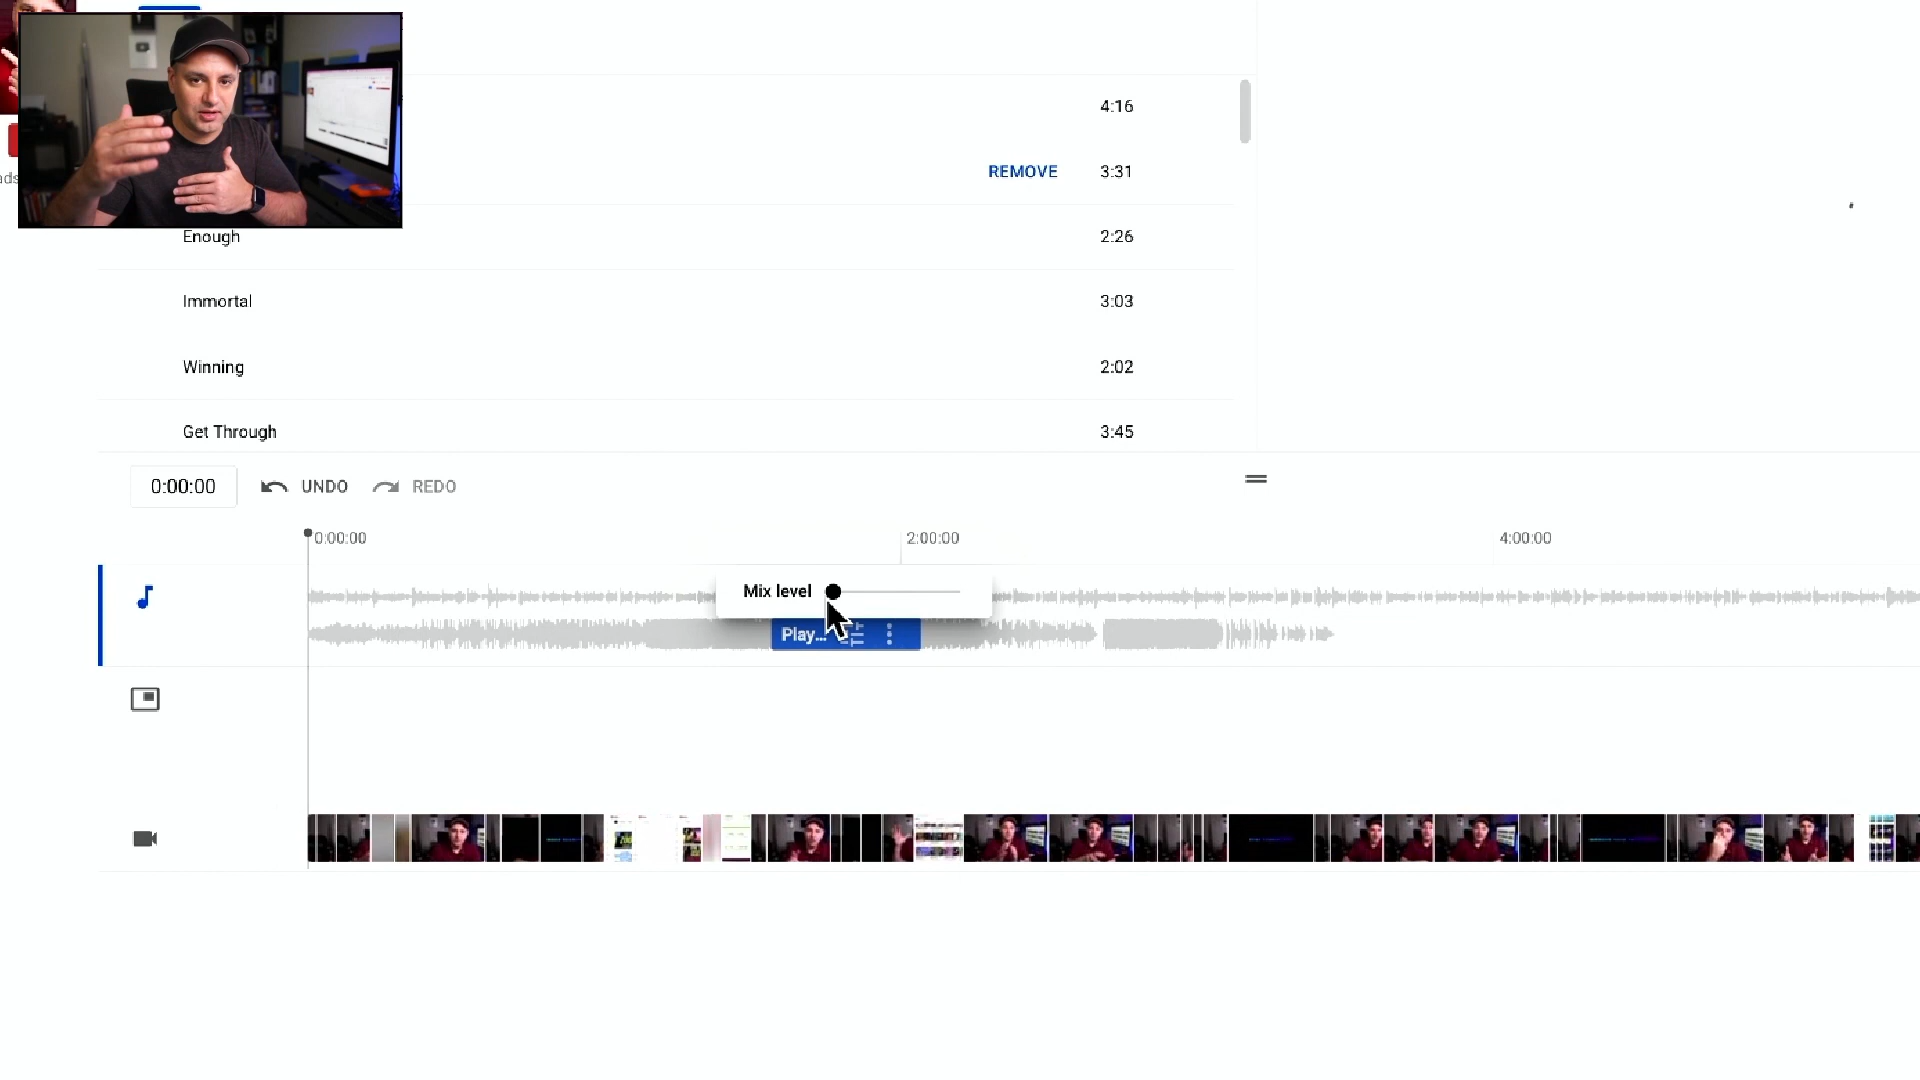 4:16
REMOVE 3:31
ads
Enough 2:26
Immortal 3:03
Winning 2:02
Get Through 3:45
0:00:00 UNDO REDO
0:00:00 2:00:00 4:00:00
Mix level
Play...